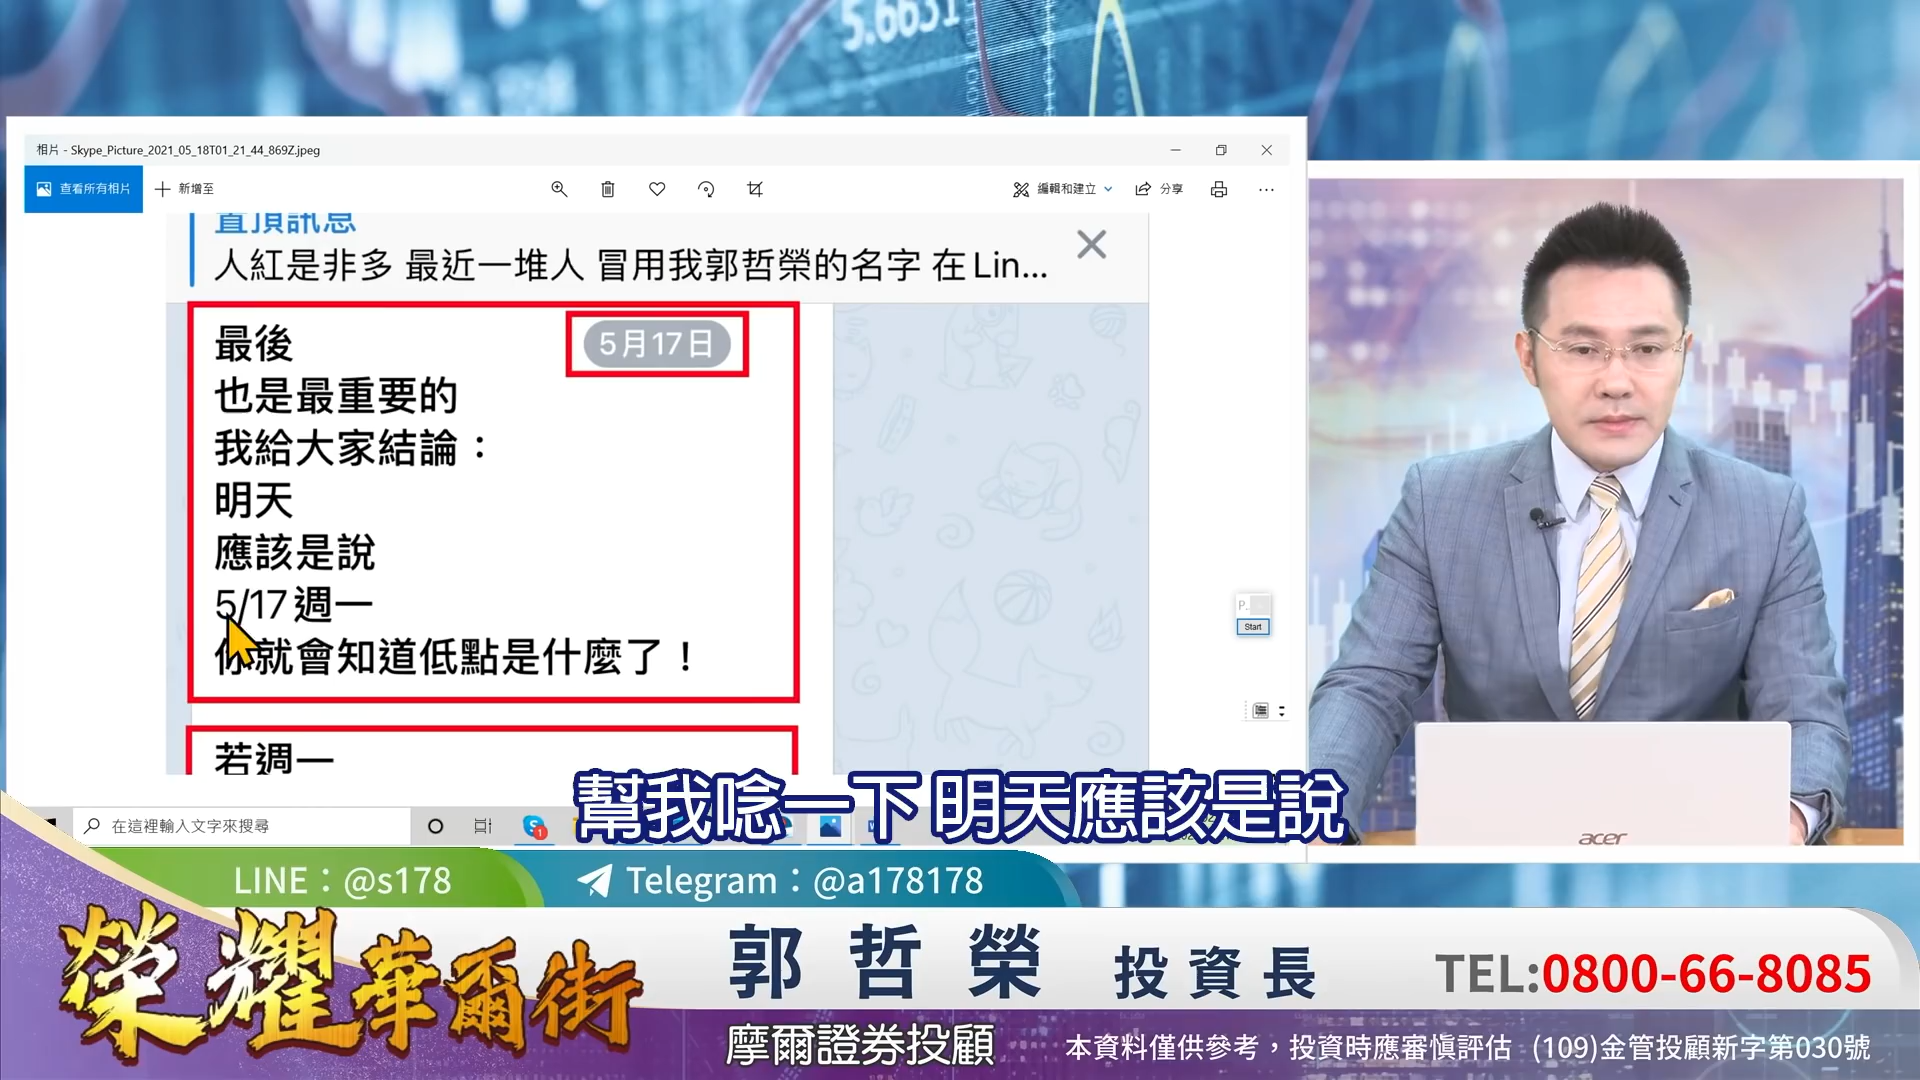 5.6631
相片 - Skype_Picture_2021_05_18T01_21_44_869Z.jpeg
查看所有相片
新增至
編輯和建立
分享
置頂訊息
人紅是非多 最近一堆人 冒用我郭哲榮的名字 在Lin...
5月17日
最後
也是最重要的
我給大家結論：
明天
應該是說
5/17週一
你就會知道低點是什麼了！
若週一
P..
Start
幫我唸一下 明天應該是說
在這裡輸入文字來搜尋
1
acer
LINE：@s178
Telegram：@a178178
榮耀華爾街
郭哲榮 投資長
TEL:0800-66-8085
摩爾證券投顧
本資料僅供參考，投資時應審慎評估 (109)金管投顧新字第030號